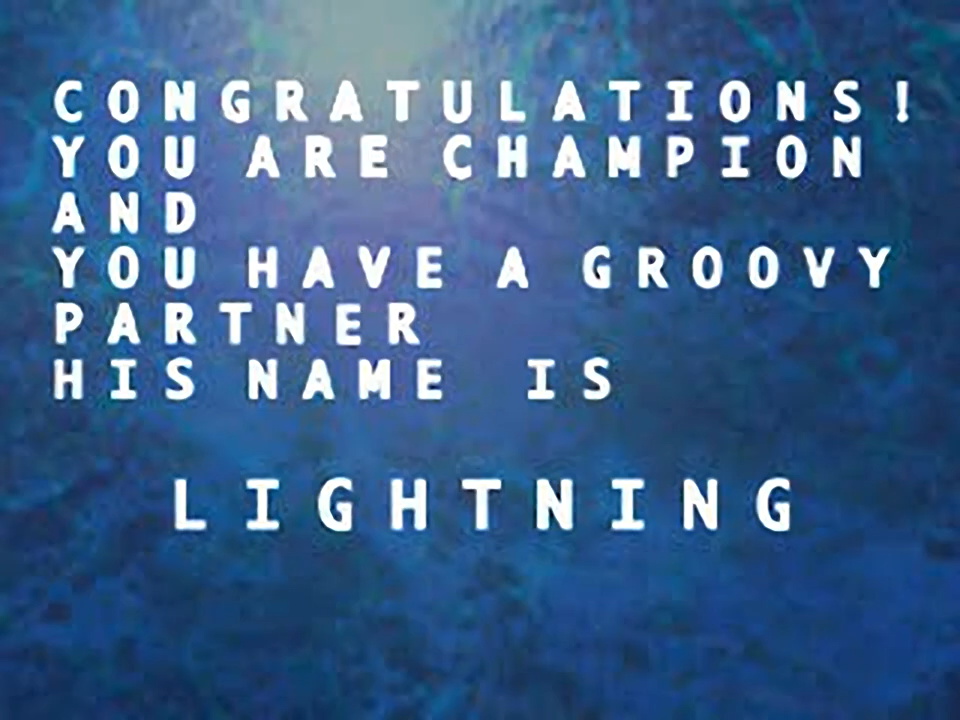 CONGRATULATIONS!
YOU ARE CHAMPION
AND
YOU HAVE A GROOVY
PARTNER
HIS NAME IS
LIGHTNING